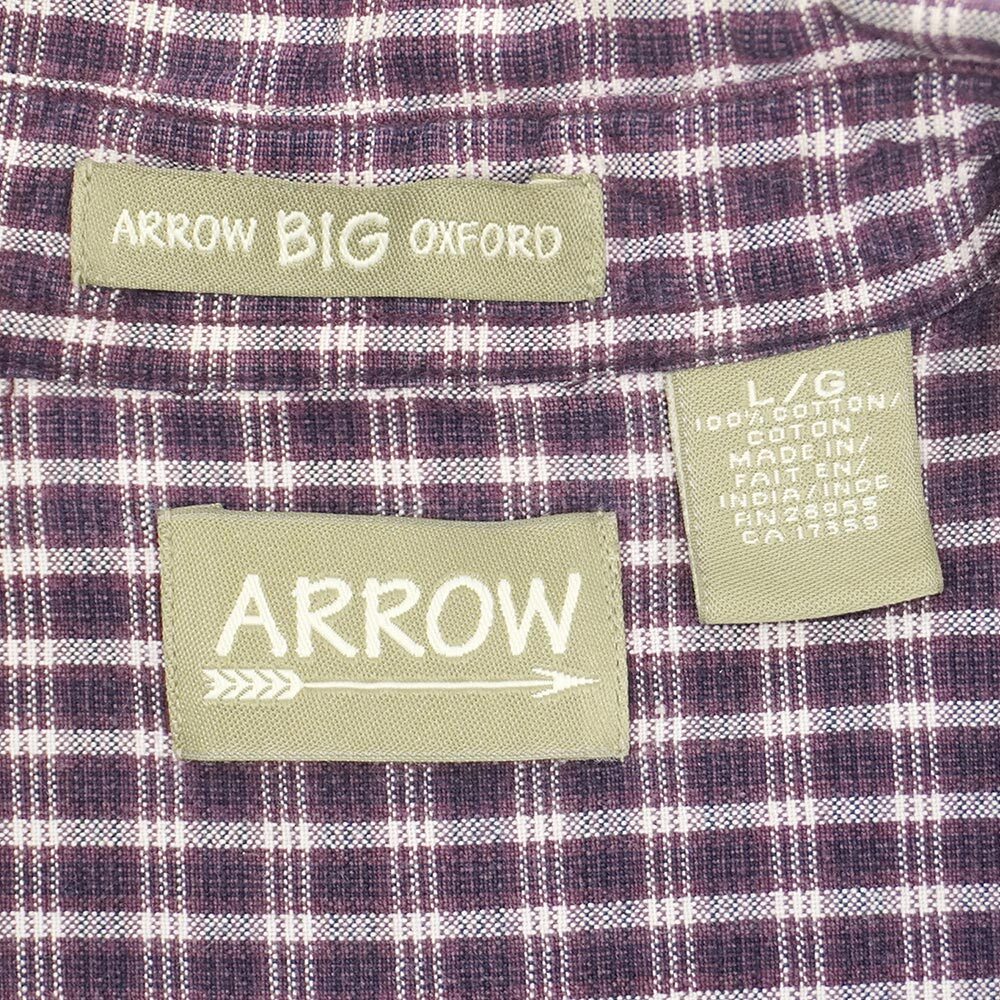 ARROW BIG OXFORD
L/G
100% COTTON/
COTON
MADE IN/
FAIT EN/
INDIA/INDE
RN 28955
CA 17359
ARROW